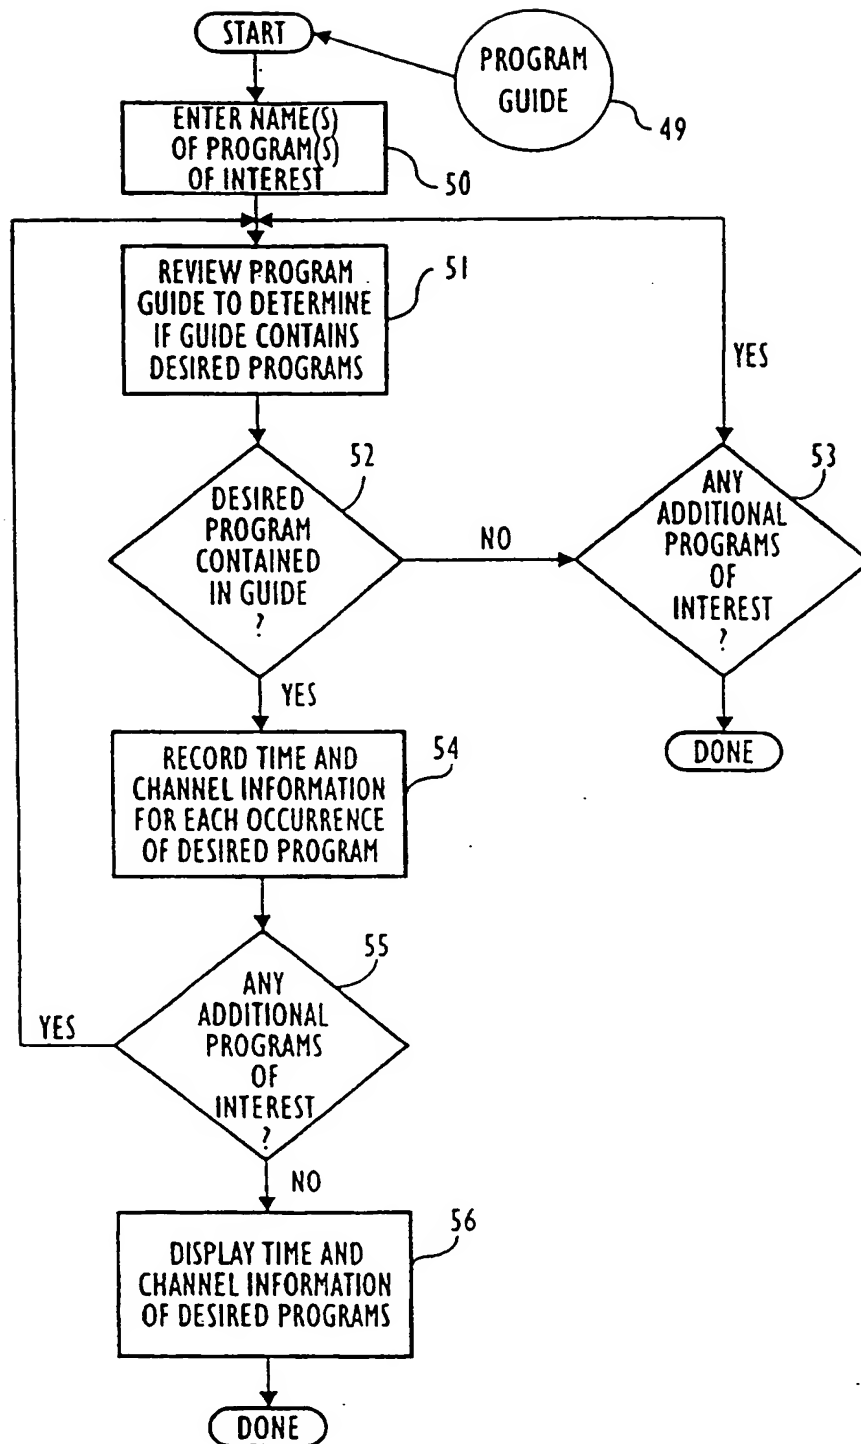 START
PROGRAM
GUIDE
49
ENTER NAME(S)
OF PROGRAM(S)
OF INTEREST
50
REVIEW PROGRAM
GUIDE TO DETERMINE
IF GUIDE CONTAINS
DESIRED PROGRAMS
51
YES
DESIRED
PROGRAM
CONTAINED
IN GUIDE
?
52
NO
ANY
ADDITIONAL
PROGRAMS
OF
INTEREST
?
53
YES
DONE
RECORD TIME AND
CHANNEL INFORMATION
FOR EACH OCCURRENCE
OF DESIRED PROGRAM
54
ANY
ADDITIONAL
PROGRAMS
OF
INTEREST
?
55
YES
NO
DISPLAY TIME AND
CHANNEL INFORMATION
OF DESIRED PROGRAMS
56
DONE